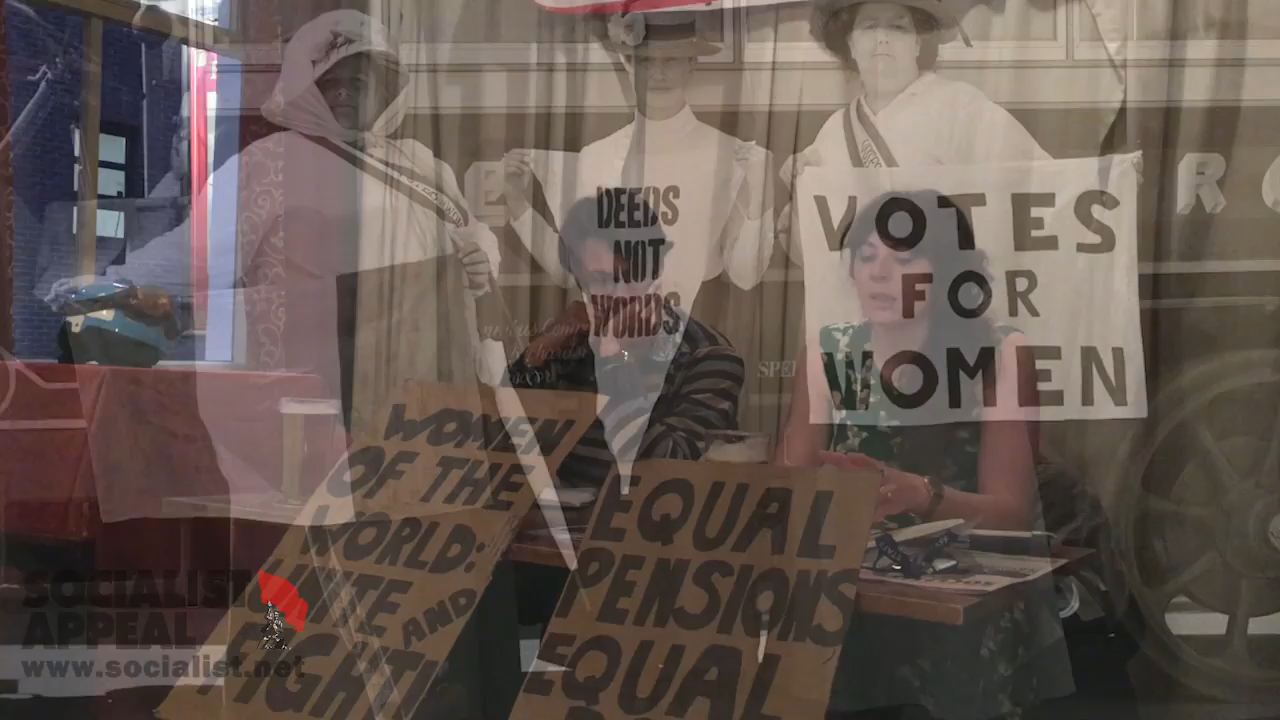 DEEDS
NOT
WORDS
VOTES
FOR
WOMEN
WOMEN
OF THE
WORLD:
UNITE
AND
FIGHT!
EQUAL
PENSIONS
EQUAL
SOCIALIST
APPEAL
www.socialist.net